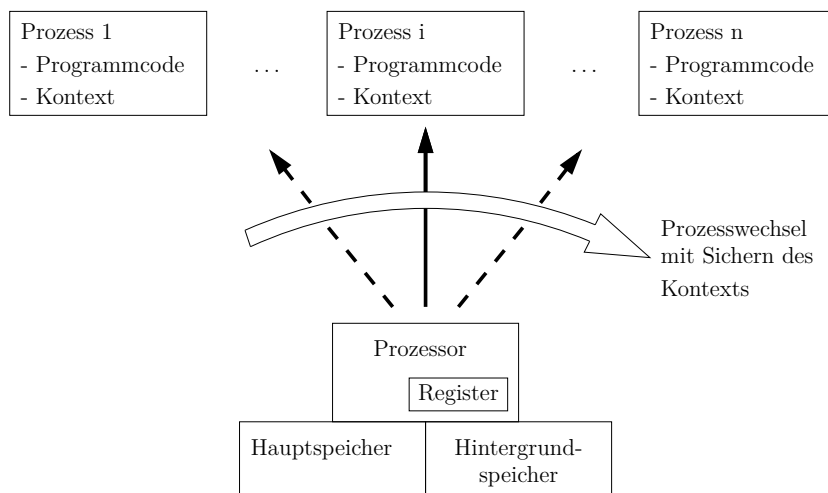 Prozess 1
- Programmcode
- Kontext
. . .
Prozess i
- Programmcode
- Kontext
. . .
Prozess n
- Programmcode
- Kontext
Prozesswechsel
mit Sichern des
Kontexts
Prozessor
Register
Hauptspeicher
Hintergrund-
speicher